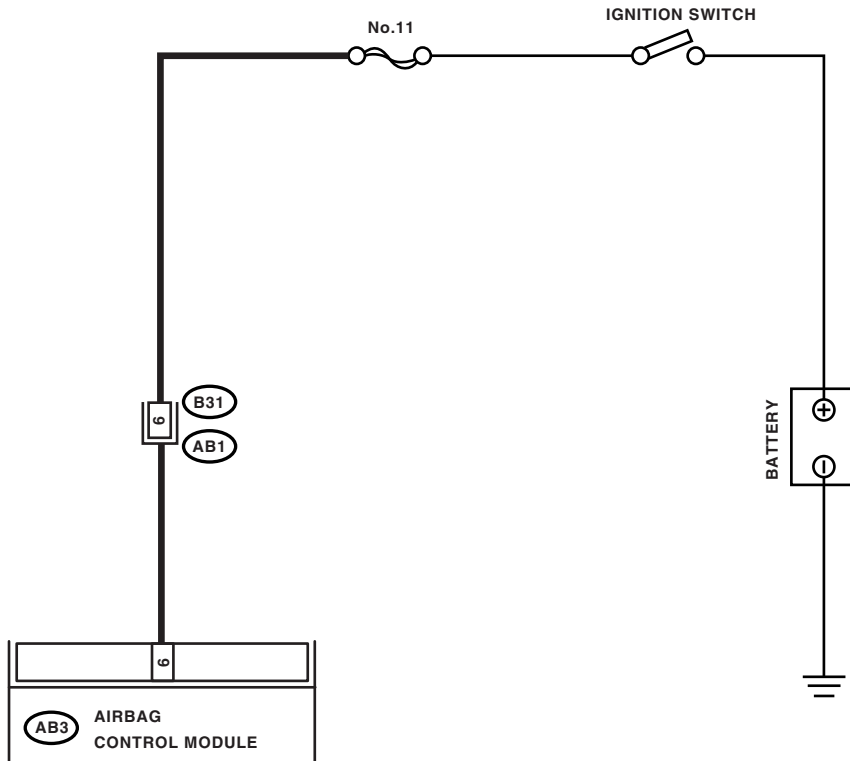 No.11
IGNITION SWITCH
B31
6
AB1
BATTERY
6
AB3
AIRBAG
CONTROL MODULE